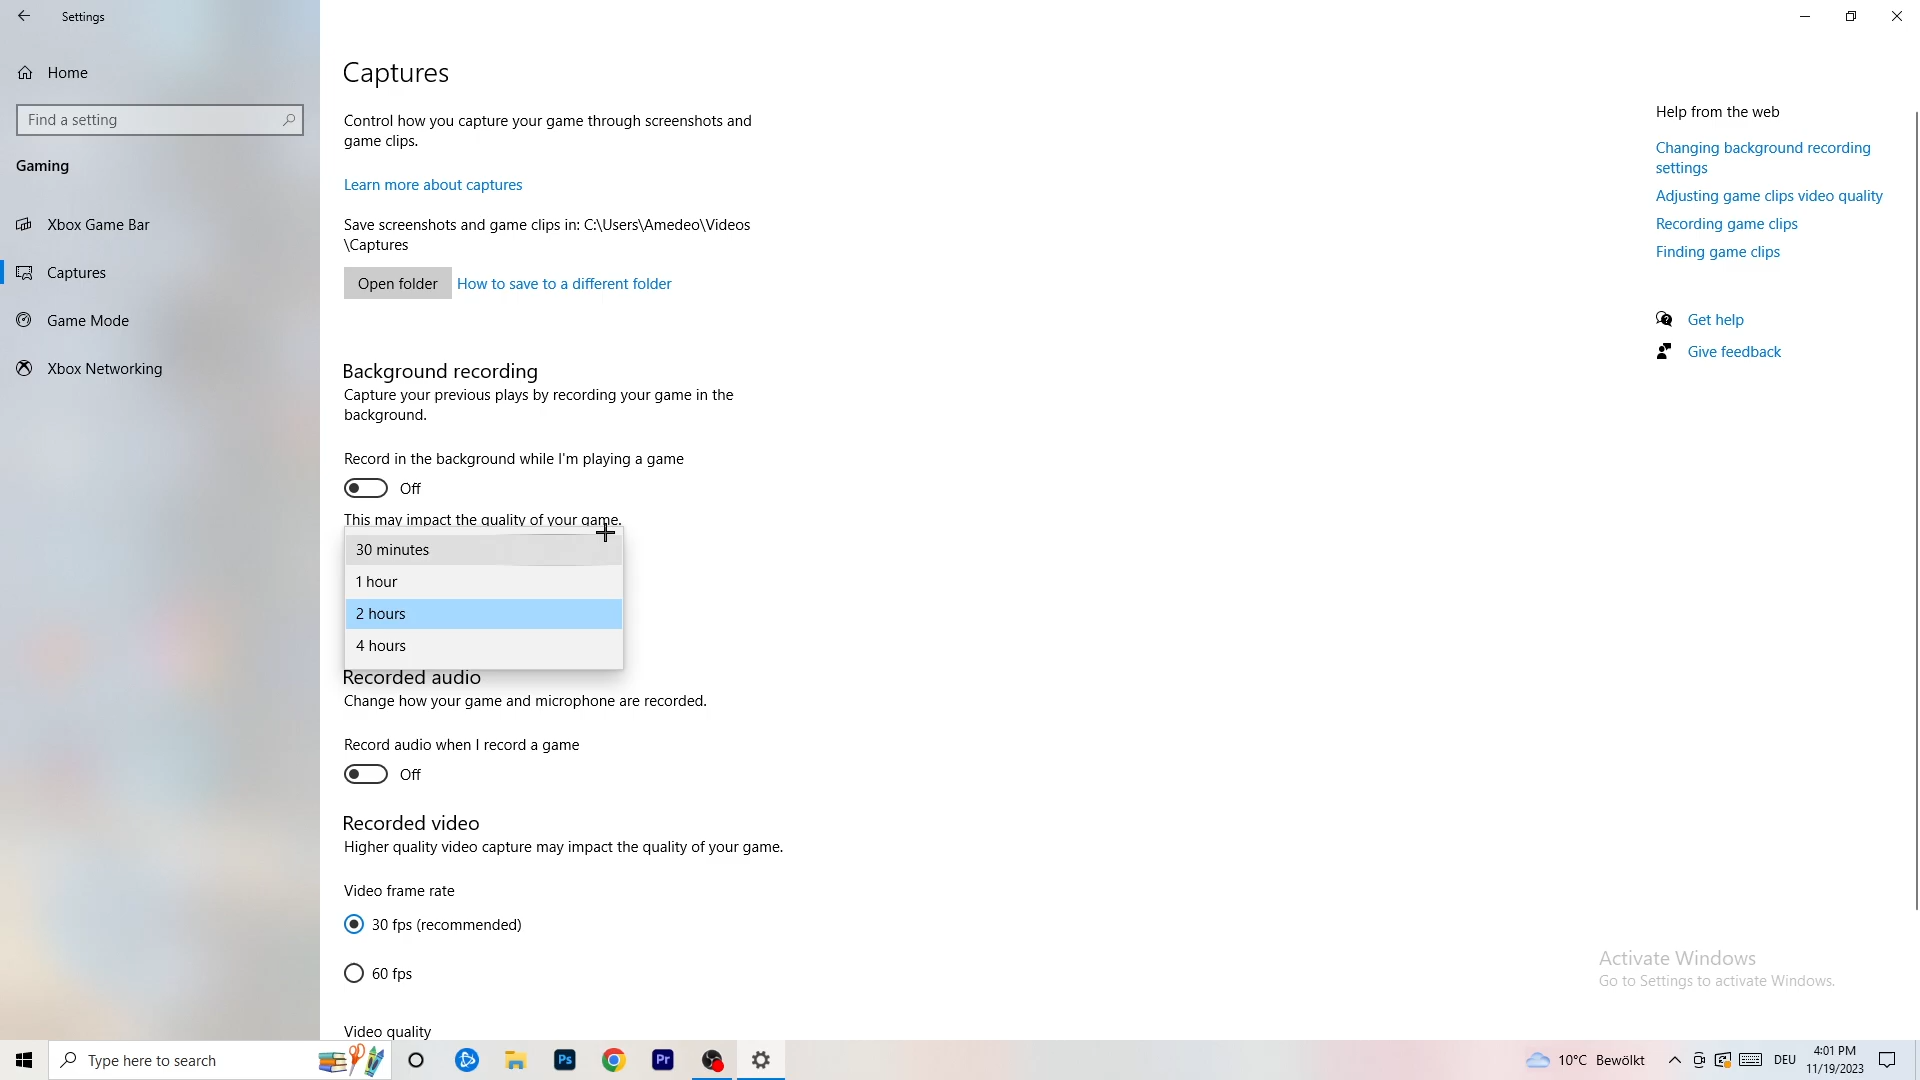 Settings
Home
Find a setting
Gaming
Xbox Game Bar
Captures
Game Mode
Xbox Networking
Captures
Control how you capture your game through screenshots and
game clips.
Learn more about captures
Save screenshots and game clips in: C:\Users\Amedeo\Videos
\Captures
Open folder How to save to a different folder
Background recording
Capture your previous plays by recording your game in the
background.
Record in the background while I'm playing a game
Off
This may impact the quality of your game.
30 minutes
1 hour
2 hours
4 hours
Recorded audio
Change how your game and microphone are recorded.
Record audio when I record a game
Off
Recorded video
Higher quality video capture may impact the quality of your game.
Video frame rate
30 fps (recommended)
60 fps
Video quality
Help from the web
Changing background recording
settings
Adjusting game clips video quality
Recording game clips
Finding game clips
Get help
Give feedback
Activate Windows
Go to Settings to activate Windows.
Type here to search
Ps
Pr
10°C Bewölkt
DEU
4:01 PM
11/19/2023